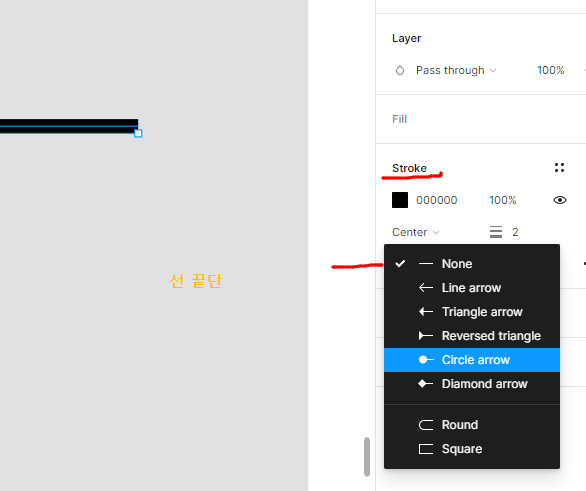 Layer
Pass through 100%
Fill
Stroke
000000 100%
Center 2
선 끝단
None
Line arrow
Triangle arrow
Reversed triangle
Circle arrow
Diamond arrow
Round
Square